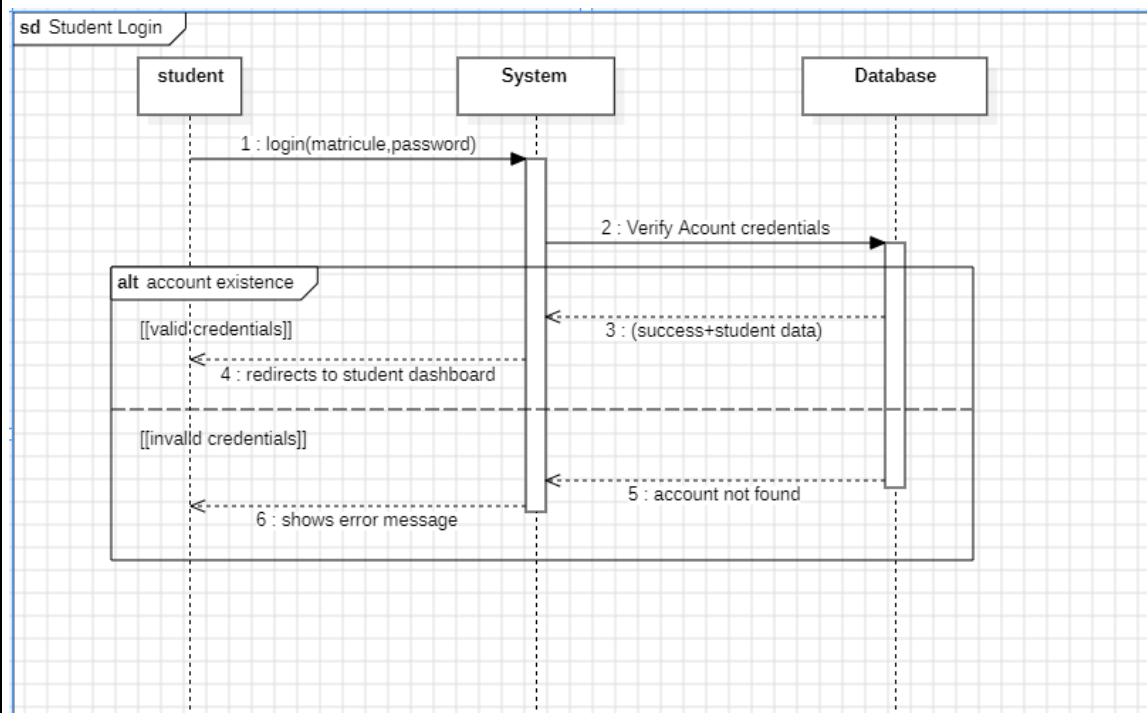 sd Student Login
student
System
Database
1 : login(matricule,password)
2 : Verify Acount credentials
alt account existence
[[valid credentials]]
3 : (success+student data)
4 : redirects to student dashboard
[[invalid credentials]]
5 : account not found
6 : shows error message